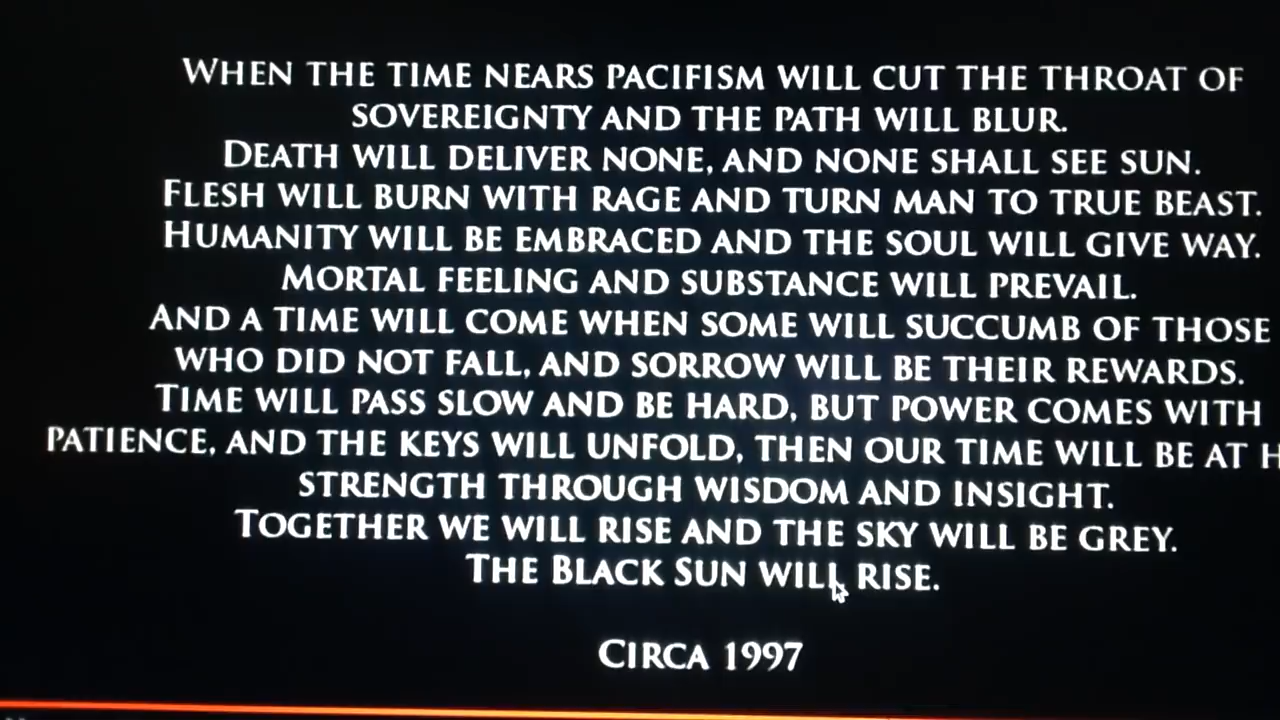 When the time nears pacifism will cut the throat of
sovereignty and the path will blur.
Death will deliver none, and none shall see sun.
Flesh will burn with rage and turn man to true beast.
Humanity will be embraced and the soul will give way.
Mortal feeling and substance will prevail.
And a time will come when some will succumb of those
who did not fall, and sorrow will be their rewards.
Time will pass slow and be hard, but power comes with
patience, and the keys will unfold, then our time will be at
strength through wisdom and insight.
Together we will rise and the sky will be grey.
The Black Sun will rise.
Circa 1997